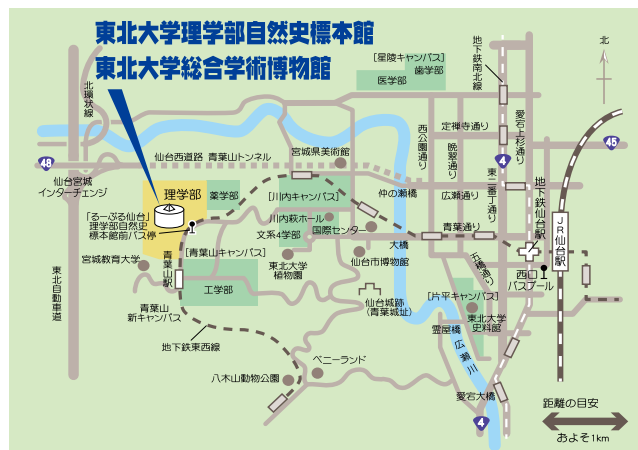 東北大学理学部自然史標本館
東北大学総合学術博物館
北環状線
[星陵キャンパス]
歯学部
医学部
地下鉄南北線
北
48
仙台西道路 青葉山トンネル
宮城県美術館
西公園通り
定禅寺通り
晩翠通り
愛宕上杉通り
4
45
仙台宮城
インターチェンジ
理学部
薬学部
[川内キャンパス]
仲の瀬橋
広瀬通り
東二番丁通り
地下鉄仙台駅
JR仙台駅
「るーぷる仙台」
理学部自然史
標本館前バス停
川内萩ホール
文系4学部
国際センター
青葉通り
大橋
宮城教育大学
[青葉山キャンパス]
東北大学
植物園
仙台市博物館
五橋通り
西口
バスプール
東北自動車道
青葉山駅
工学部
仙台城跡
(青葉城址)
[片平キャンパス]
東北大学
史料館
青葉山
新キャンパス
地下鉄東西線
霊屋橋
広瀬川
ベニーランド
八木山動物公園
愛宕大橋
4
距離の目安
およそ1km